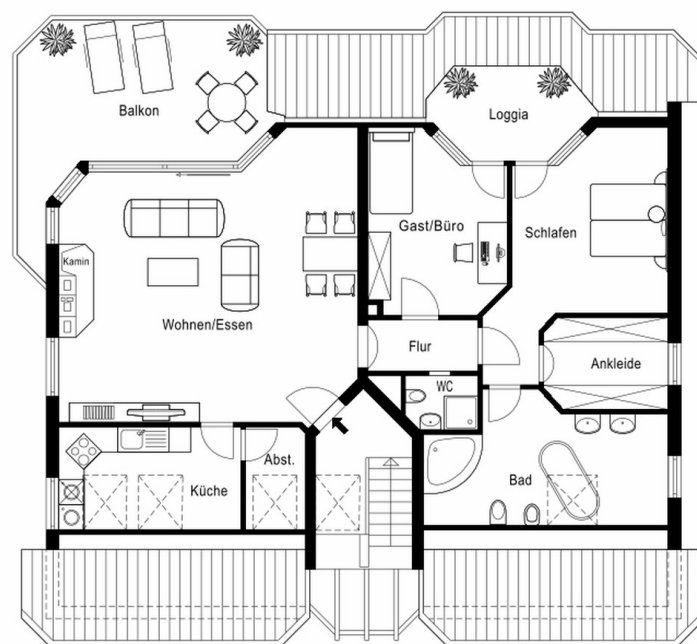 Balkon
Loggia
Gast/Büro
Schlafen
Kamin
Wohnen/Essen
Flur
Ankleide
WC
Abst.
Küche
Bad